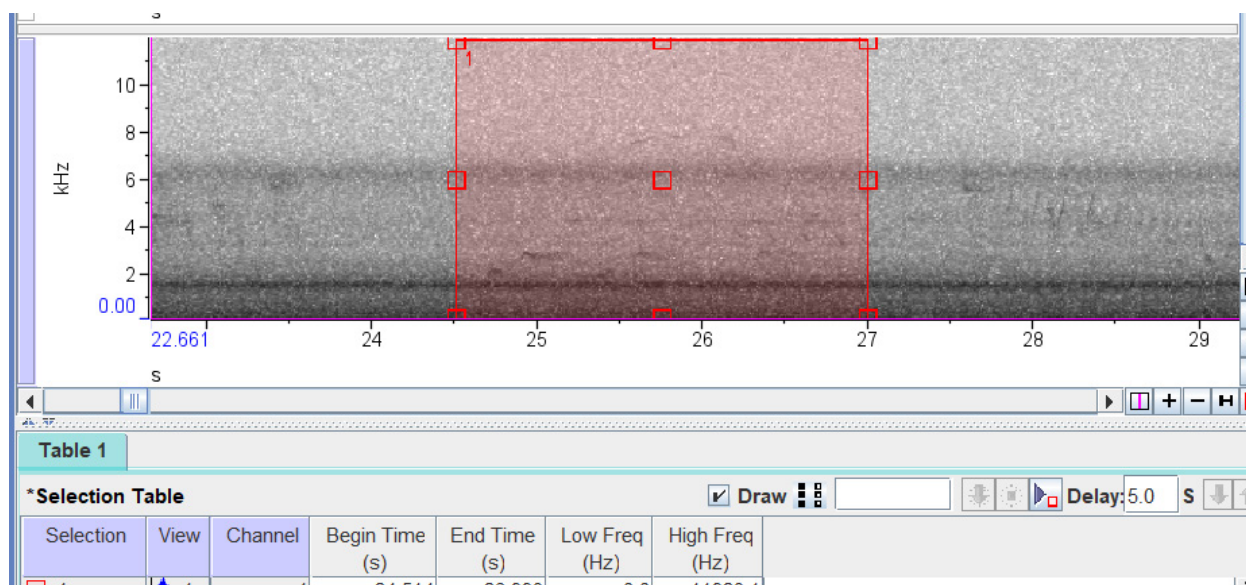 s
10
8
6
4
2
0.00
kHz
1
22.661 24 25 26 27 28 29
s
Table 1
*Selection Table Draw Delay: 5.0 S
Selection View Channel Begin Time (s) End Time (s) Low Freq (Hz) High Freq (Hz)